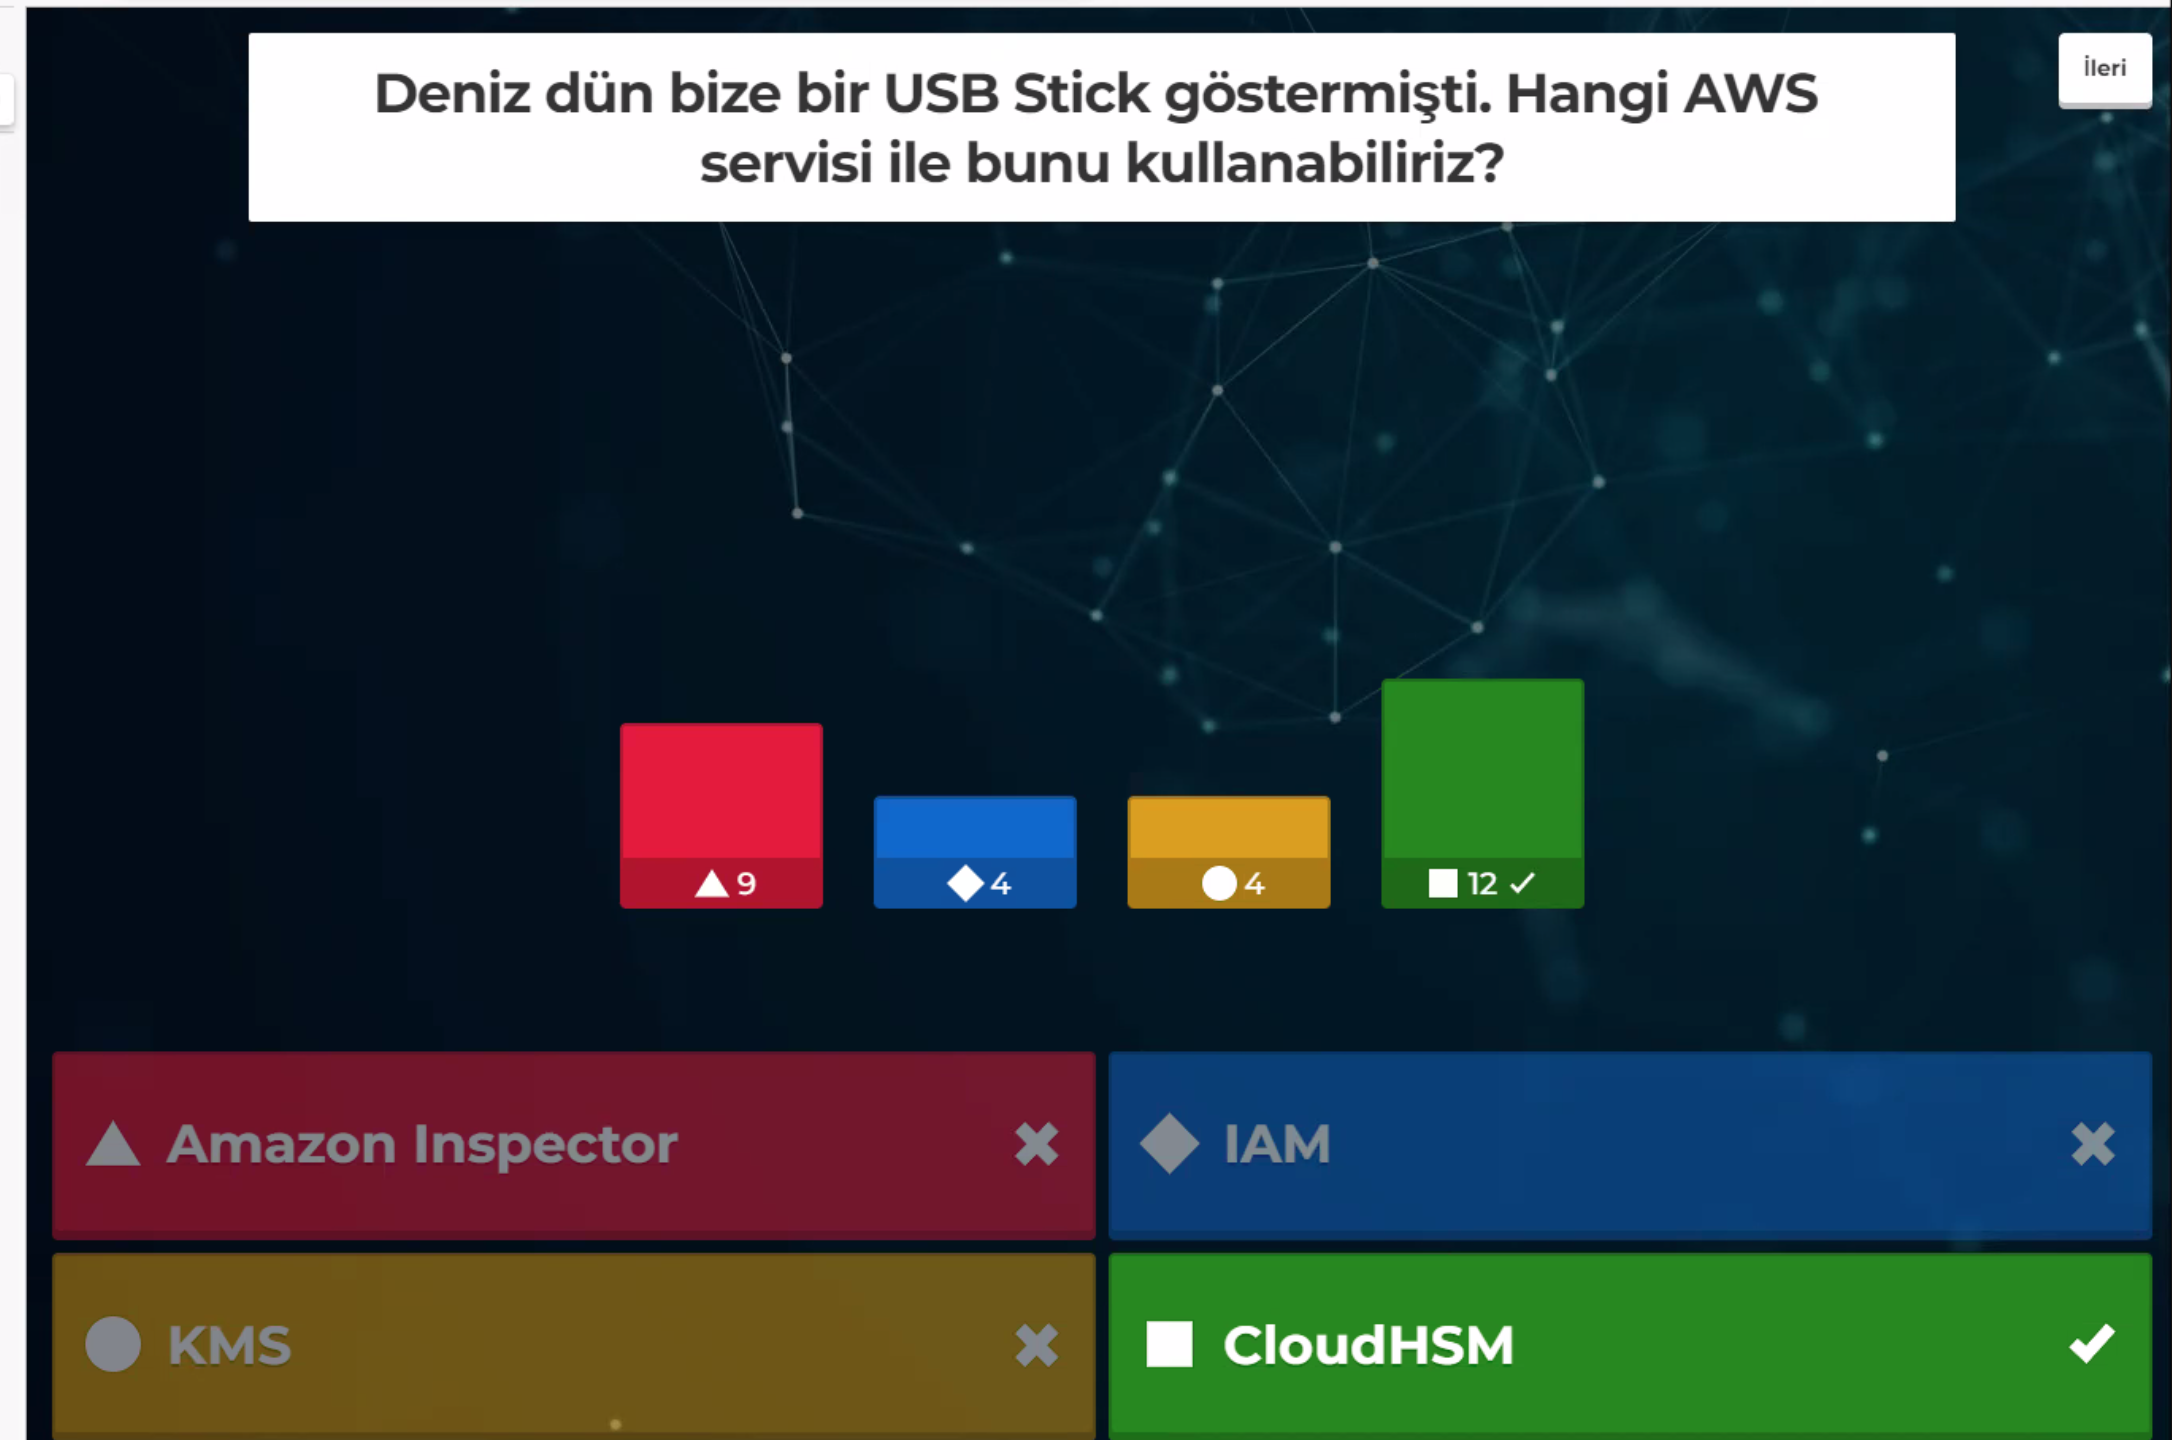 Deniz dün bize bir USB Stick göstermişti. Hangi AWS
servisi ile bunu kullanabiliriz?
İleri
9
4
4
12
Amazon Inspector
IAM
KMS
CloudHSM